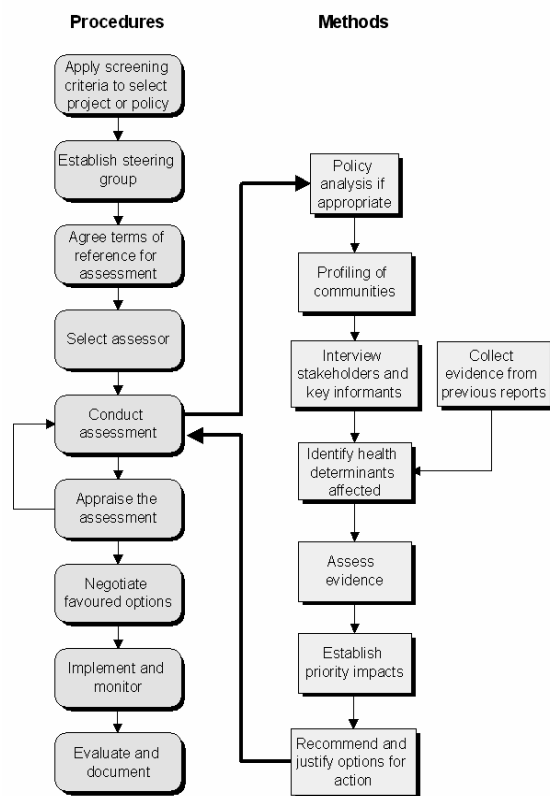 Procedures
Methods
Apply screening
criteria to select
project or policy
Establish steering
group
Agree terms of
reference for
assessment
Select assessor
Conduct
assessment
Appraise the
assessment
Negotiate
favoured options
Implement and
monitor
Evaluate and
document
Policy
analysis if
appropriate
Profiling of
communities
Interview
stakeholders and
key informants
Collect
evidence from
previous reports
Identify health
determinants
affected
Assess
evidence
Establish
priority impacts
Recommend and
justify options for
action